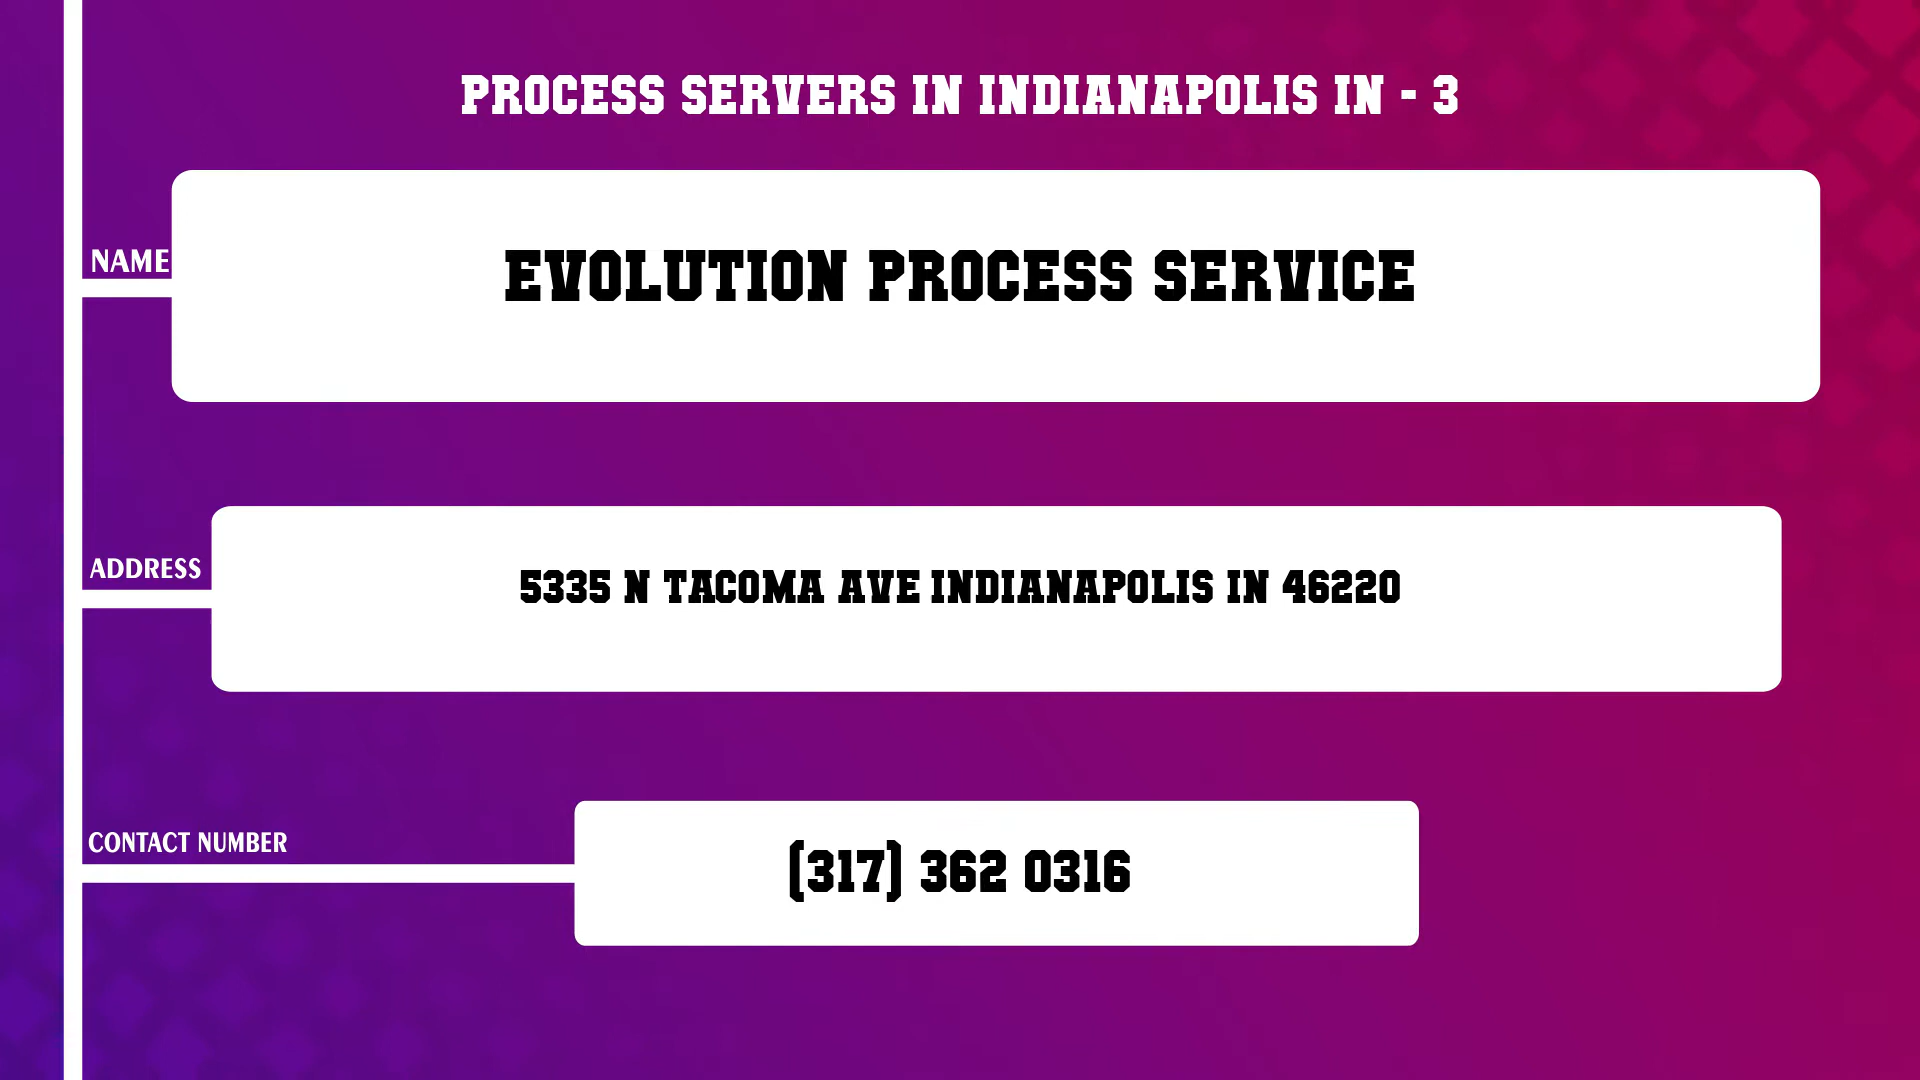 PROCESS SERVERS IN INDIANAPOLIS IN - 3
NAME
EVOLUTION PROCESS SERVICE
ADDRESS
5335 N TACOMA AVE INDIANAPOLIS IN 46220
CONTACT NUMBER
(317) 362 0316